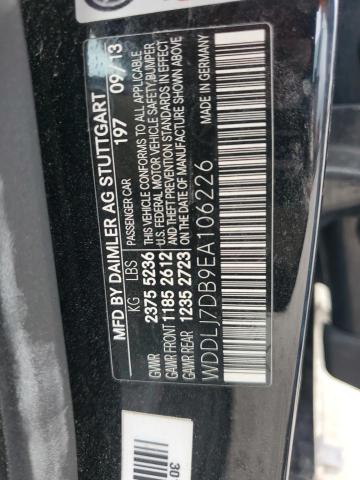 MFD BY DAIMLER AG STUTTGART
197 09/13
KG LBS PASSENGER CAR
GVWR 2375 5236 THIS VEHICLE CONFORMS TO ALL APPLICABLE
GAWR FRONT 1185 2612 U.S. FEDERAL MOTOR VEHICLE SAFETY, BUMPER
AND THEFT PREVENTION STANDARDS IN EFFECT
GAWR REAR 1235 2723 ON THE DATE OF MANUFACTURE SHOWN ABOVE
WDDLJ7DB9EA106226
MADE IN GERMANY
30